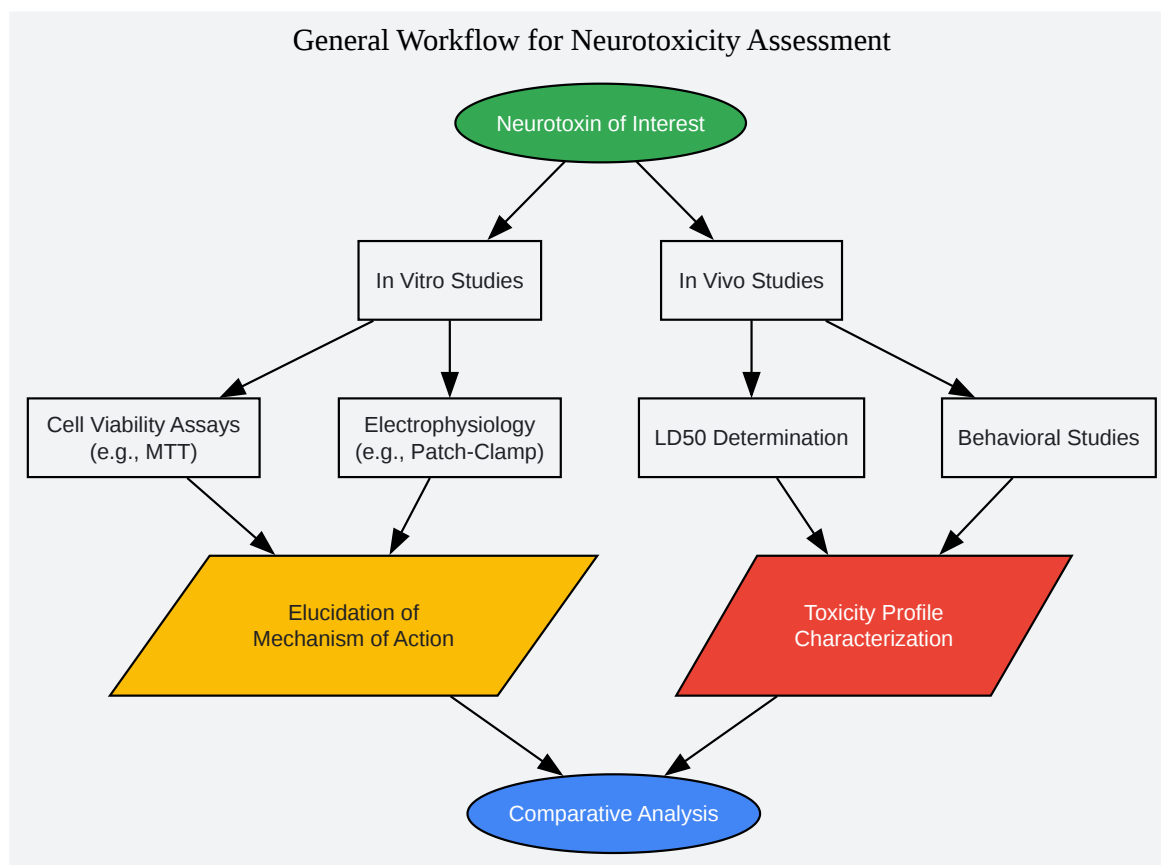 General Workflow for Neurotoxicity Assessment
Neurotoxin of Interest
In Vitro Studies
In Vivo Studies
Cell Viability Assays
(e.g., MTT)
Electrophysiology
(e.g., Patch-Clamp)
LD50 Determination
Behavioral Studies
Elucidation of
Mechanism of Action
Toxicity Profile
Characterization
Comparative Analysis